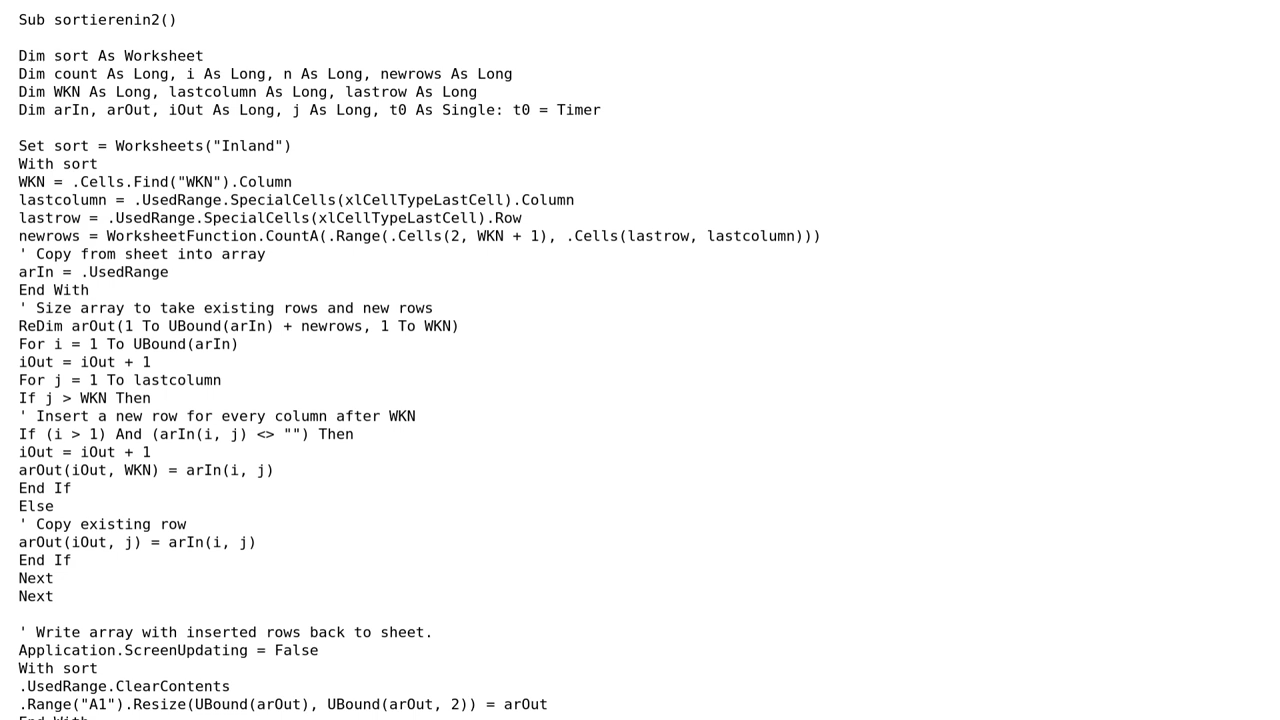 Sub sortierenin2()
Dim sort As Worksheet
Dim count As Long, i As Long, n As Long, newrows As Long
Dim WKN As Long, lastcolumn As Long, lastrow As Long
Dim arIn, arOut, iOut As Long, j As Long, t0 As Single: t0 = Timer
Set sort = Worksheets("Inland")
With sort
WKN = .Cells.Find("WKN").Column
lastcolumn = .UsedRange.SpecialCells(xlCellTypeLastCell).Column
lastrow = .UsedRange.SpecialCells(xlCellTypeLastCell).Row
newrows = WorksheetFunction.CountA(.Range(.Cells(2, WKN + 1), .Cells(lastrow, lastcolumn)))
' Copy from sheet into array
arIn = .UsedRange
End With
' Size array to take existing rows and new rows
ReDim arOut(1 To UBound(arIn) + newrows, 1 To WKN)
For i = 1 To UBound(arIn)
iOut = iOut + 1
For j = 1 To lastcolumn
If j > WKN Then
' Insert a new row for every column after WKN
If (i > 1) And (arIn(i, j) <> "") Then
iOut = iOut + 1
arOut(iOut, WKN) = arIn(i, j)
End If
Else
' Copy existing row
arOut(iOut, j) = arIn(i, j)
End If
Next
Next
' Write array with inserted rows back to sheet.
Application.ScreenUpdating = False
With sort
.UsedRange.ClearContents
.Range("A1").Resize(UBound(arOut), UBound(arOut, 2)) = arOut
End With